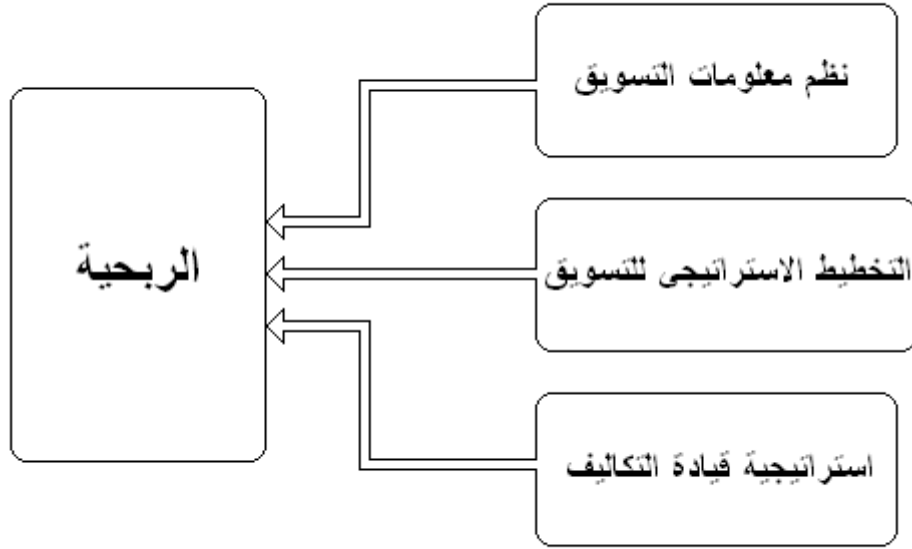 نظم معلومات التسويق
التخطيط الاستراتيجى للتسويق
استراتيجية قيادة التكاليف
الربحية